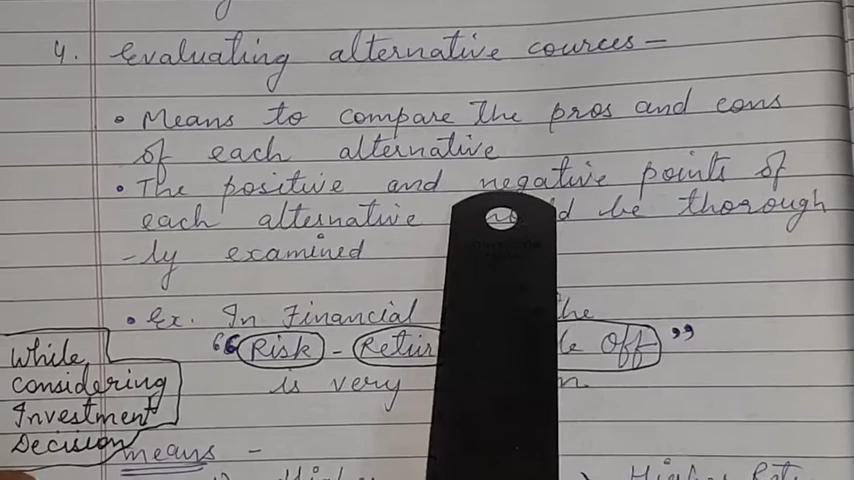 4. Evaluating alternative cources -
• Means to compare the pros and cons
of each alternative
• The positive and negative points of
each alternative be thorough
-ly examined
• Ex. In Financial
"Risk - Off"
is very
While
considering
Investment
Decision
means -